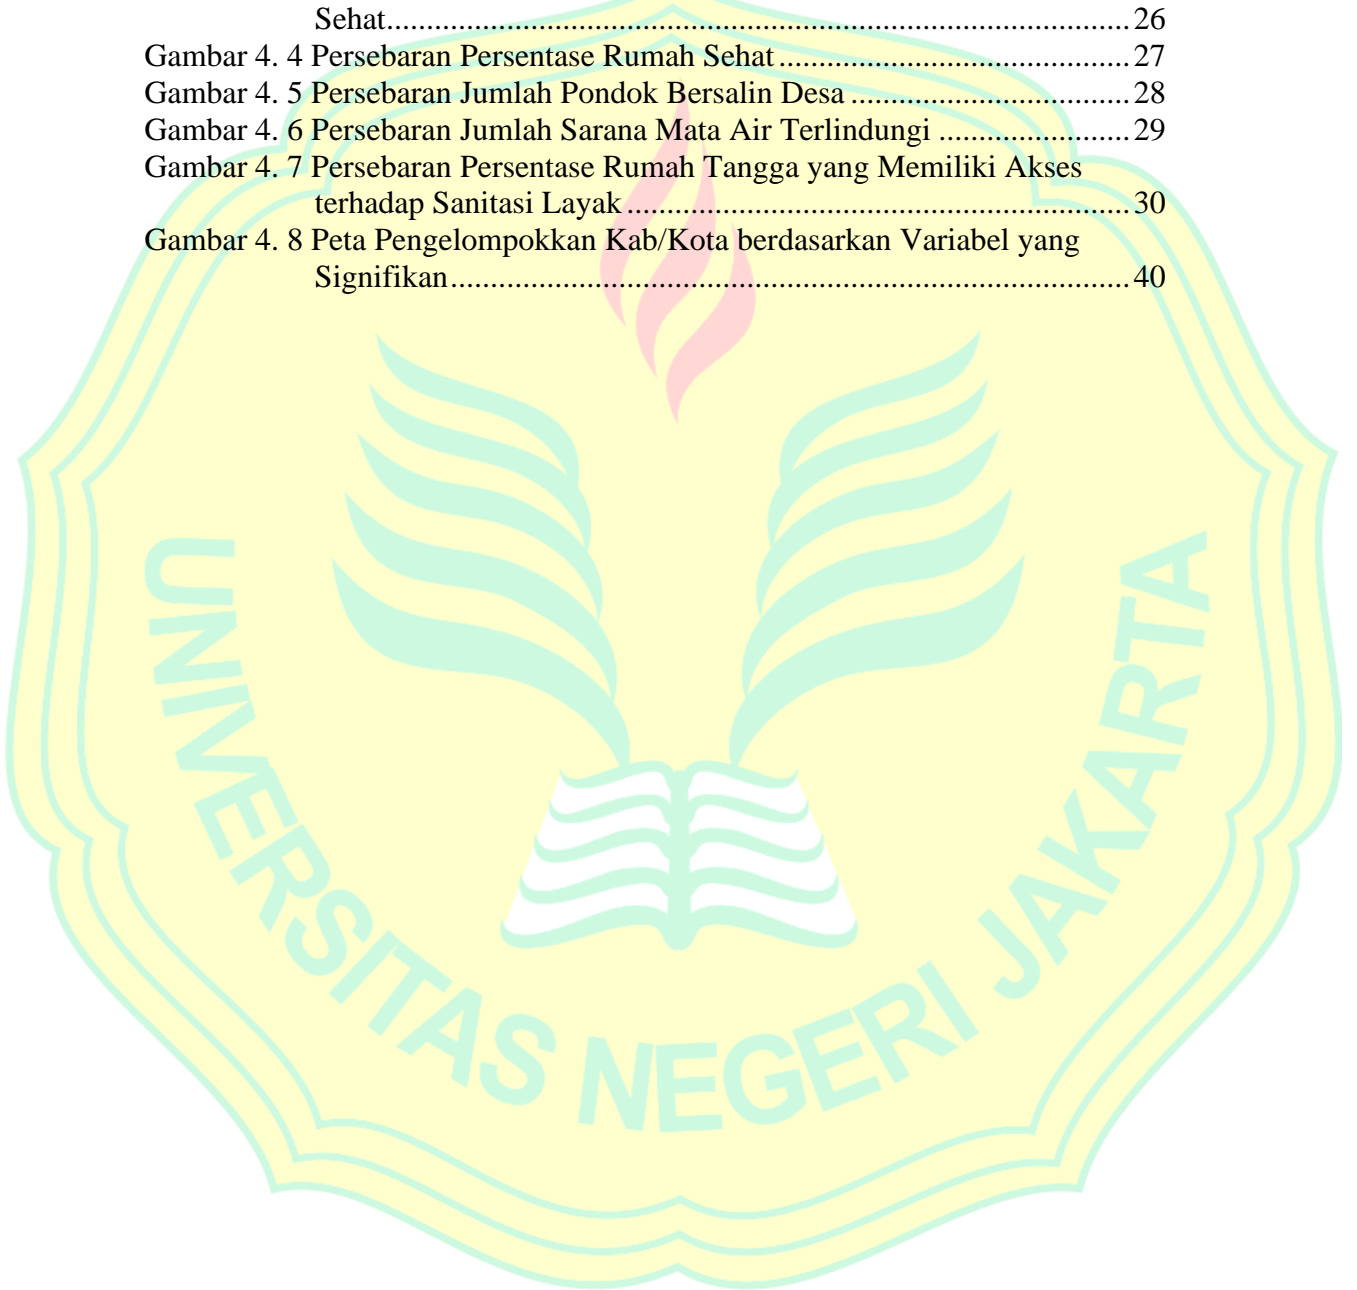 Sehat.......................................................................................... 26
Gambar 4. 4 Persebaran Persentase Rumah Sehat ............................................ 27
Gambar 4. 5 Persebaran Jumlah Pondok Bersalin Desa ................................... 28
Gambar 4. 6 Persebaran Jumlah Sarana Mata Air Terlindungi ........................ 29
Gambar 4. 7 Persebaran Persentase Rumah Tangga yang Memiliki Akses
terhadap Sanitasi Layak ............................................................... 30
Gambar 4. 8 Peta Pengelompokkan Kab/Kota berdasarkan Variabel yang
Signifikan..................................................................................... 40
UNIVERSITAS NEGERI JAKARTA